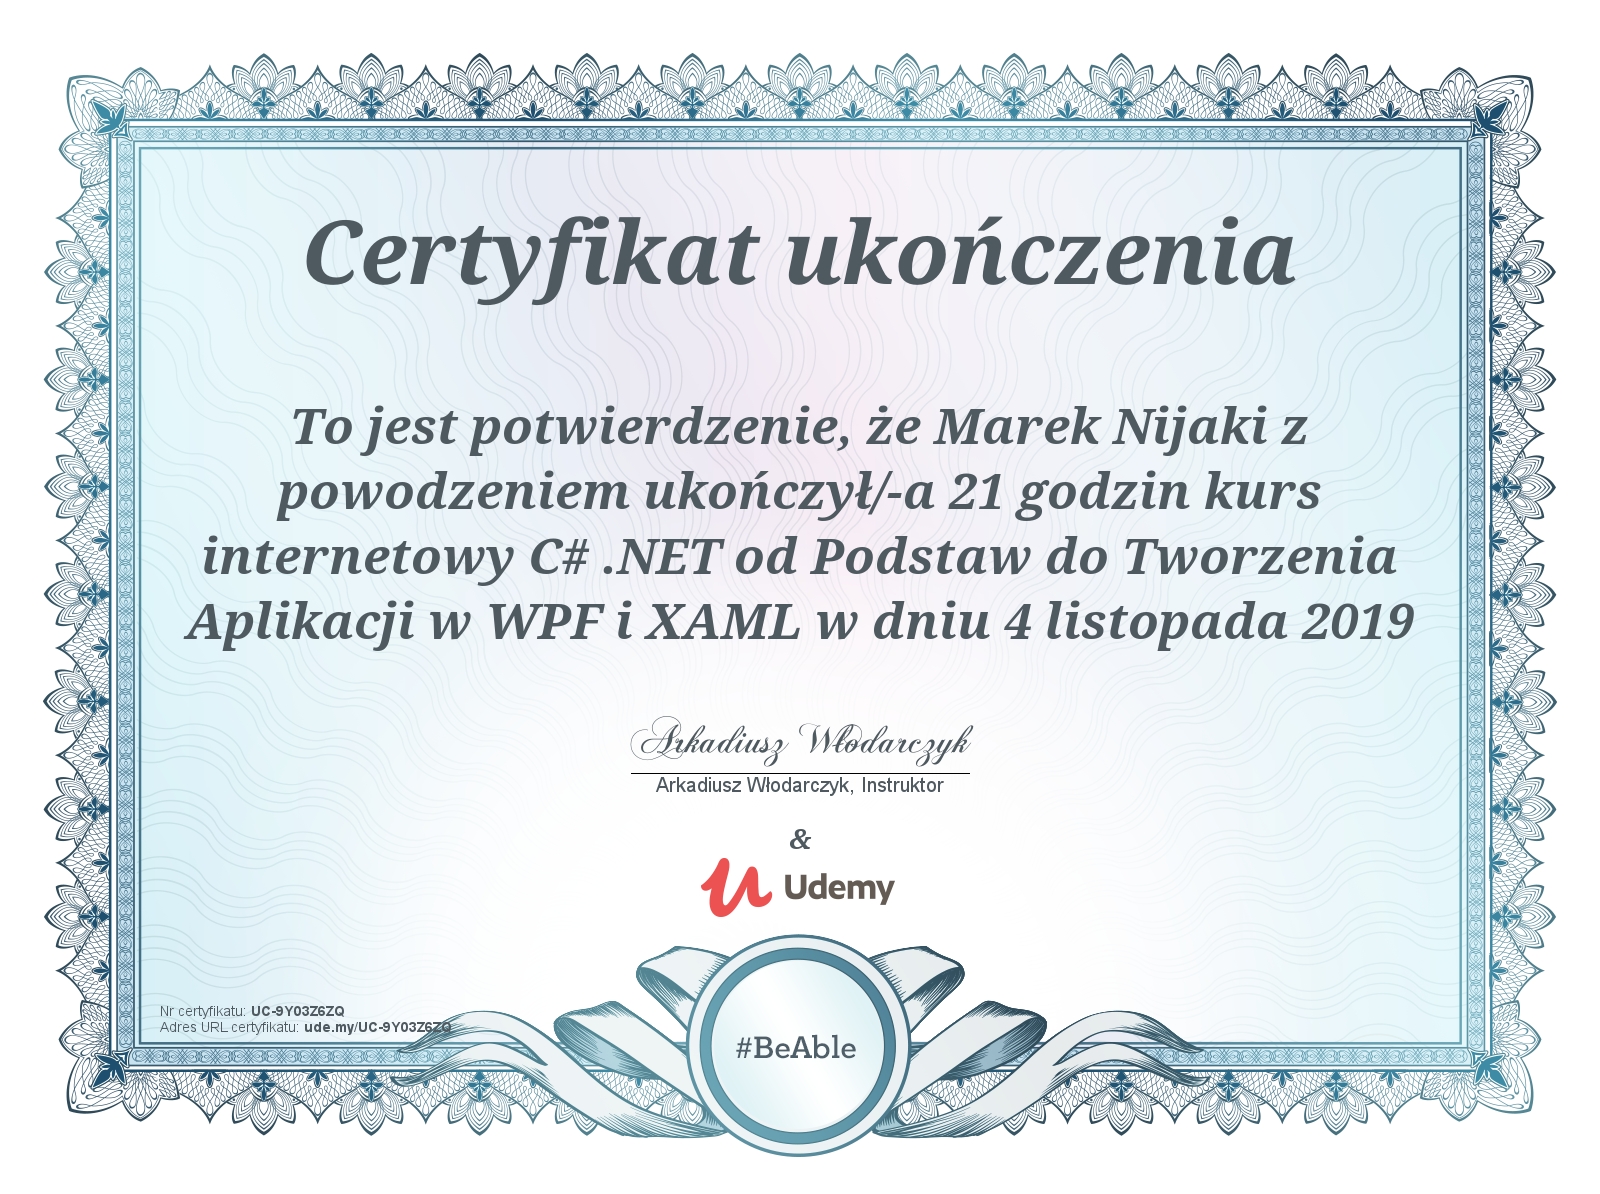 Certyfikat ukończenia
To jest potwierdzenie, że Marek Nijaki z
powodzeniem ukończył/-a 21 godzin kurs
internetowy C# .NET od Podstaw do Tworzenia
Aplikacji w WPF i XAML w dniu 4 listopada 2019
Arkadiusz Włodarczyk
Arkadiusz Włodarczyk, Instruktor
&
Udemy
Nr certyfikatu: UC-9Y03Z6ZQ
Adres URL certyfikatu: ude.my/UC-9Y03Z6ZQ
#BeAble